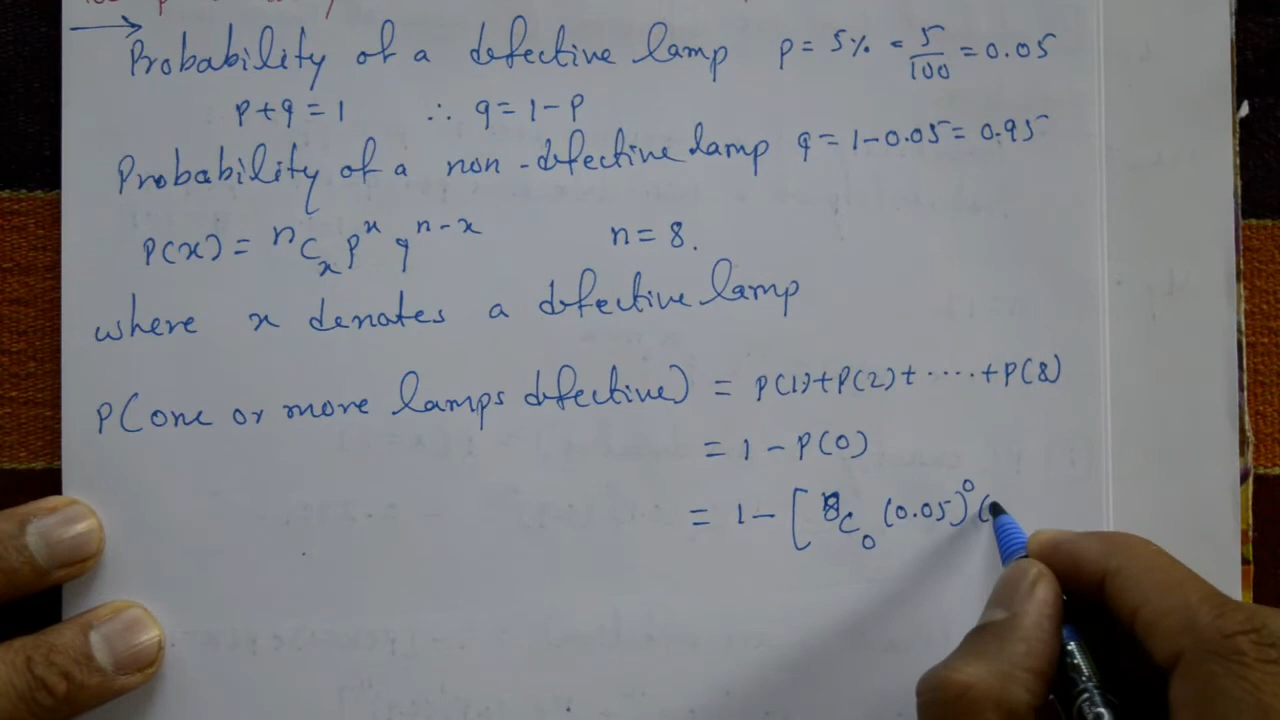 Probability of a defective lamp p = 5% = 5/100 = 0.05
p + q = 1 ∴ q = 1 - p
Probability of a non-defective lamp q = 1 - 0.05 = 0.95
P(x) = ⁿCₓ pˣ qⁿ⁻ˣ n = 8.
where x denotes a defective lamp
P(one or more lamps defective) = P(1) + P(2) + ····· + P(8)
= 1 - P(0)
= 1 - [ ⁸C₀ (0.05)⁰ (